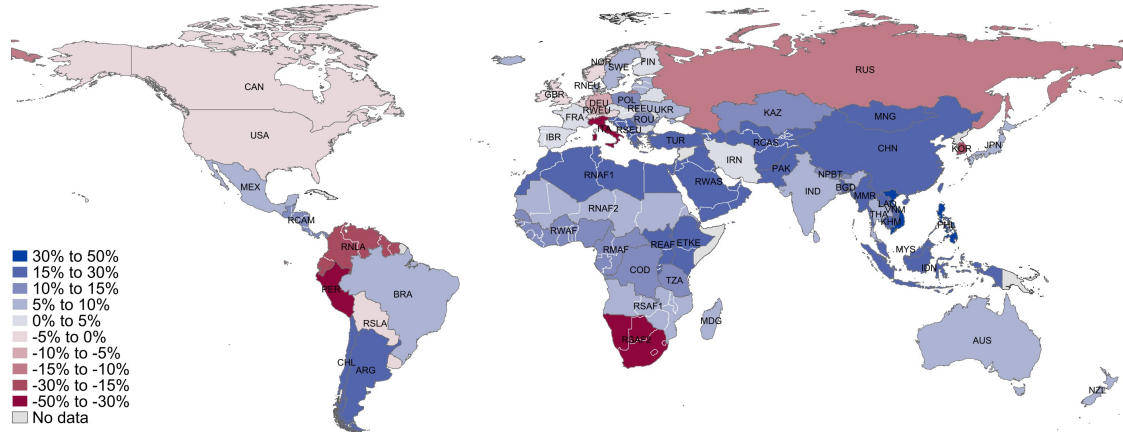 CAN
USA
MEX
RCAM
RNLA
PER
BRA
RSLA
CHL
ARG
NOR
SWE
FIN
RNEU
GBR
DEU
POL
RWEU
REEU
UKR
FRA
ROU
ITA
RSEU
IBR
TUR
RUS
KAZ
MNG
RCAS
CHN
KOR
JPN
IRN
PAK
RNAF1
RWAS
NPBT
IND
BGD
MMR
LAO
VNM
THA
KHM
PHL
RNAF2
RWAF
RMAF
REAF
ETKE
MYS
IDN
COD
TZA
RSAF1
MDG
RSAF2
AUS
NZL
30% to 50%
15% to 30%
10% to 15%
5% to 10%
0% to 5%
-5% to 0%
-10% to -5%
-15% to -10%
-30% to -15%
-50% to -30%
No data